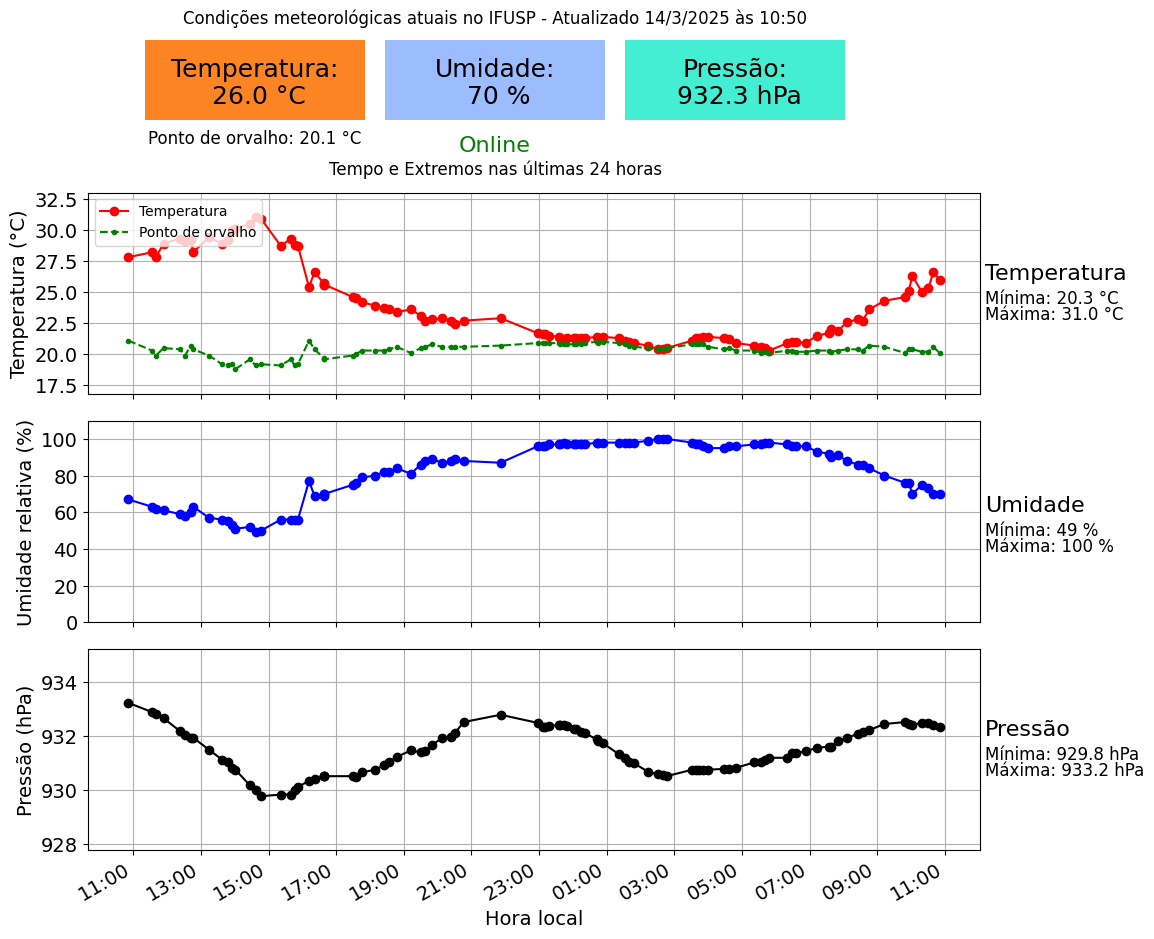 Condições meteorológicas atuais no IFUSP - Atualizado 14/3/2025 às 10:50
Temperatura:
26.0 °C
Umidade:
70 %
Pressão:
932.3 hPa
Ponto de orvalho: 20.1 °C
Online
Tempo e Extremos nas últimas 24 horas
Temperatura (°C)
32.5
30.0
27.5
25.0
22.5
20.0
17.5
Temperatura
Ponto de orvalho
Temperatura
Mínima: 20.3 °C
Máxima: 31.0 °C
Umidade relativa (%)
100
80
60
40
20
0
Umidade
Mínima: 49 %
Máxima: 100 %
Pressão (hPa)
934
932
930
928
Pressão
Mínima: 929.8 hPa
Máxima: 933.2 hPa
11:00
13:00
15:00
17:00
19:00
21:00
23:00
01:00
03:00
05:00
07:00
09:00
11:00
Hora local